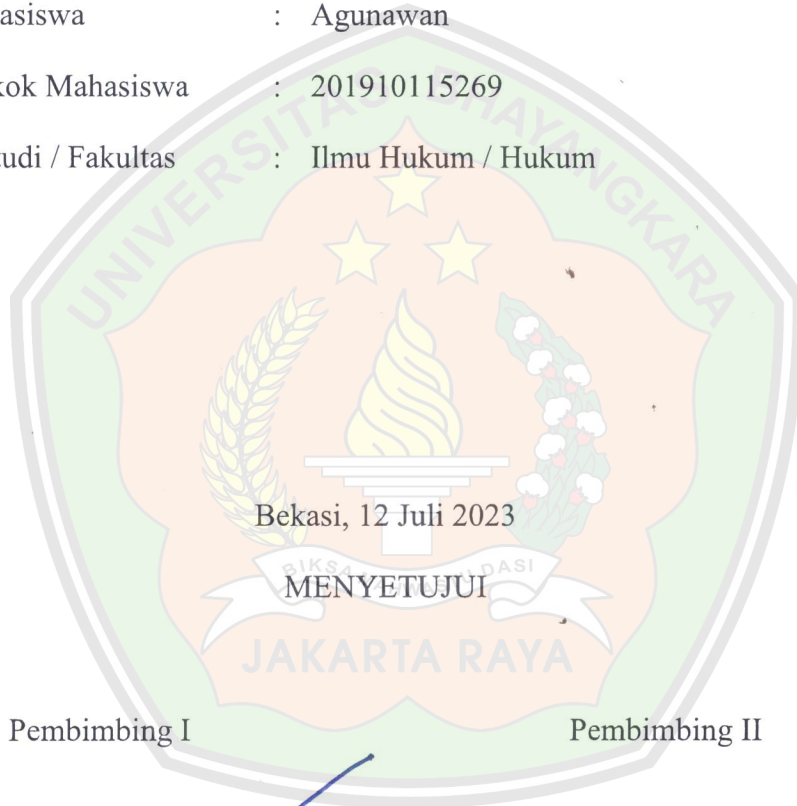 asiswa : Agunawan
kok Mahasiswa : 201910115269
tudi / Fakultas : Ilmu Hukum / Hukum
UNIVERSITAS BHAYANGKARA
Bekasi, 12 Juli 2023
MENYETUJUI
JAKARTA RAYA
Pembimbing I Pembimbing II